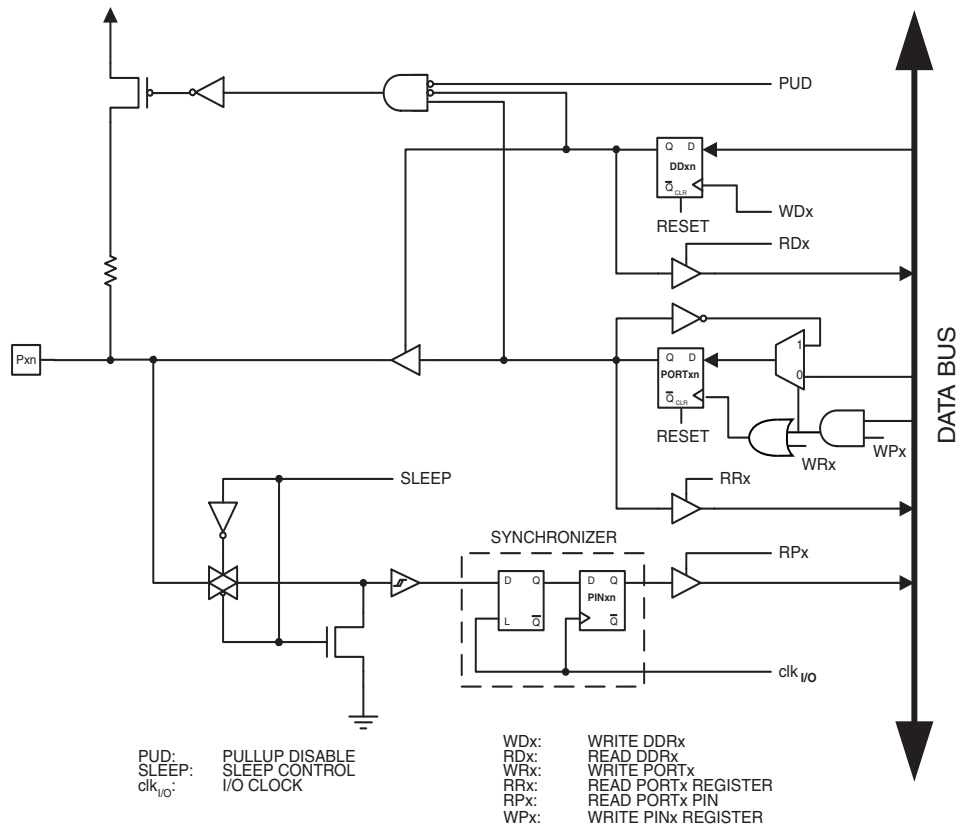 PUD
Q D
DDxn
Q
CLR
WDx
RESET
RDx
1
Pxn
Q D
PORTxn
0
Q
CLR
RESET
WRx
WPx
DATA BUS
SLEEP
RRx
SYNCHRONIZER
RPx
D Q
D Q
PINxn
L Q
Q
clk I/O
PUD: PULLUP DISABLE
SLEEP: SLEEP CONTROL
clkI/O: I/O CLOCK
WDx: WRITE DDRx
RDx: READ DDRx
WRx: WRITE PORTx
RRx: READ PORTx REGISTER
RPx: READ PORTx PIN
WPx: WRITE PINx REGISTER